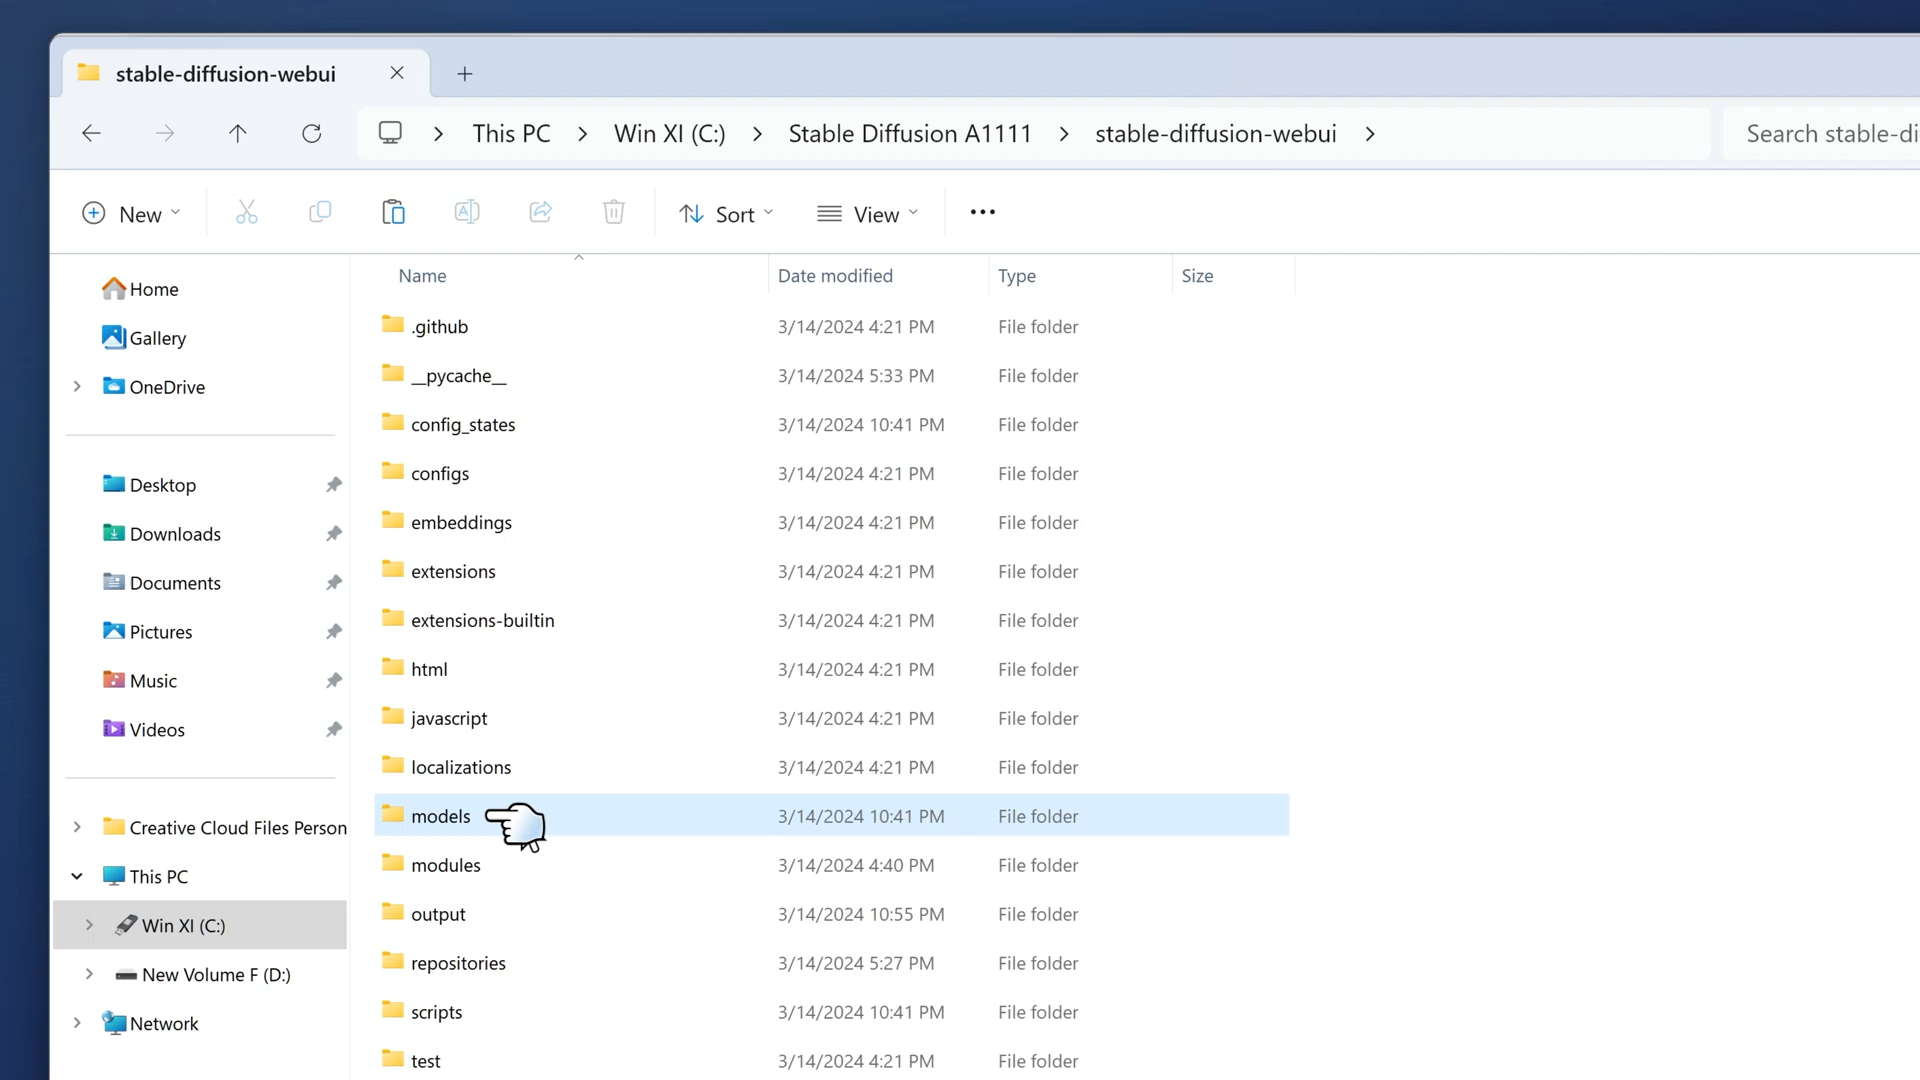 stable-diffusion-webui
This PC > Win XI (C:) > Stable Diffusion A1111 > stable-diffusion-webui >
Search stable-di
New
Sort
View
Name Date modified Type Size
Home
Gallery
OneDrive
Desktop
Downloads
Documents
Pictures
Music
Videos
Creative Cloud Files Person
This PC
Win XI (C:)
New Volume F (D:)
Network
.github 3/14/2024 4:21 PM File folder
__pycache__ 3/14/2024 5:33 PM File folder
config_states 3/14/2024 10:41 PM File folder
configs 3/14/2024 4:21 PM File folder
embeddings 3/14/2024 4:21 PM File folder
extensions 3/14/2024 4:21 PM File folder
extensions-builtin 3/14/2024 4:21 PM File folder
html 3/14/2024 4:21 PM File folder
javascript 3/14/2024 4:21 PM File folder
localizations 3/14/2024 4:21 PM File folder
models 3/14/2024 10:41 PM File folder
modules 3/14/2024 4:40 PM File folder
output 3/14/2024 10:55 PM File folder
repositories 3/14/2024 5:27 PM File folder
scripts 3/14/2024 10:41 PM File folder
test 3/14/2024 4:21 PM File folder